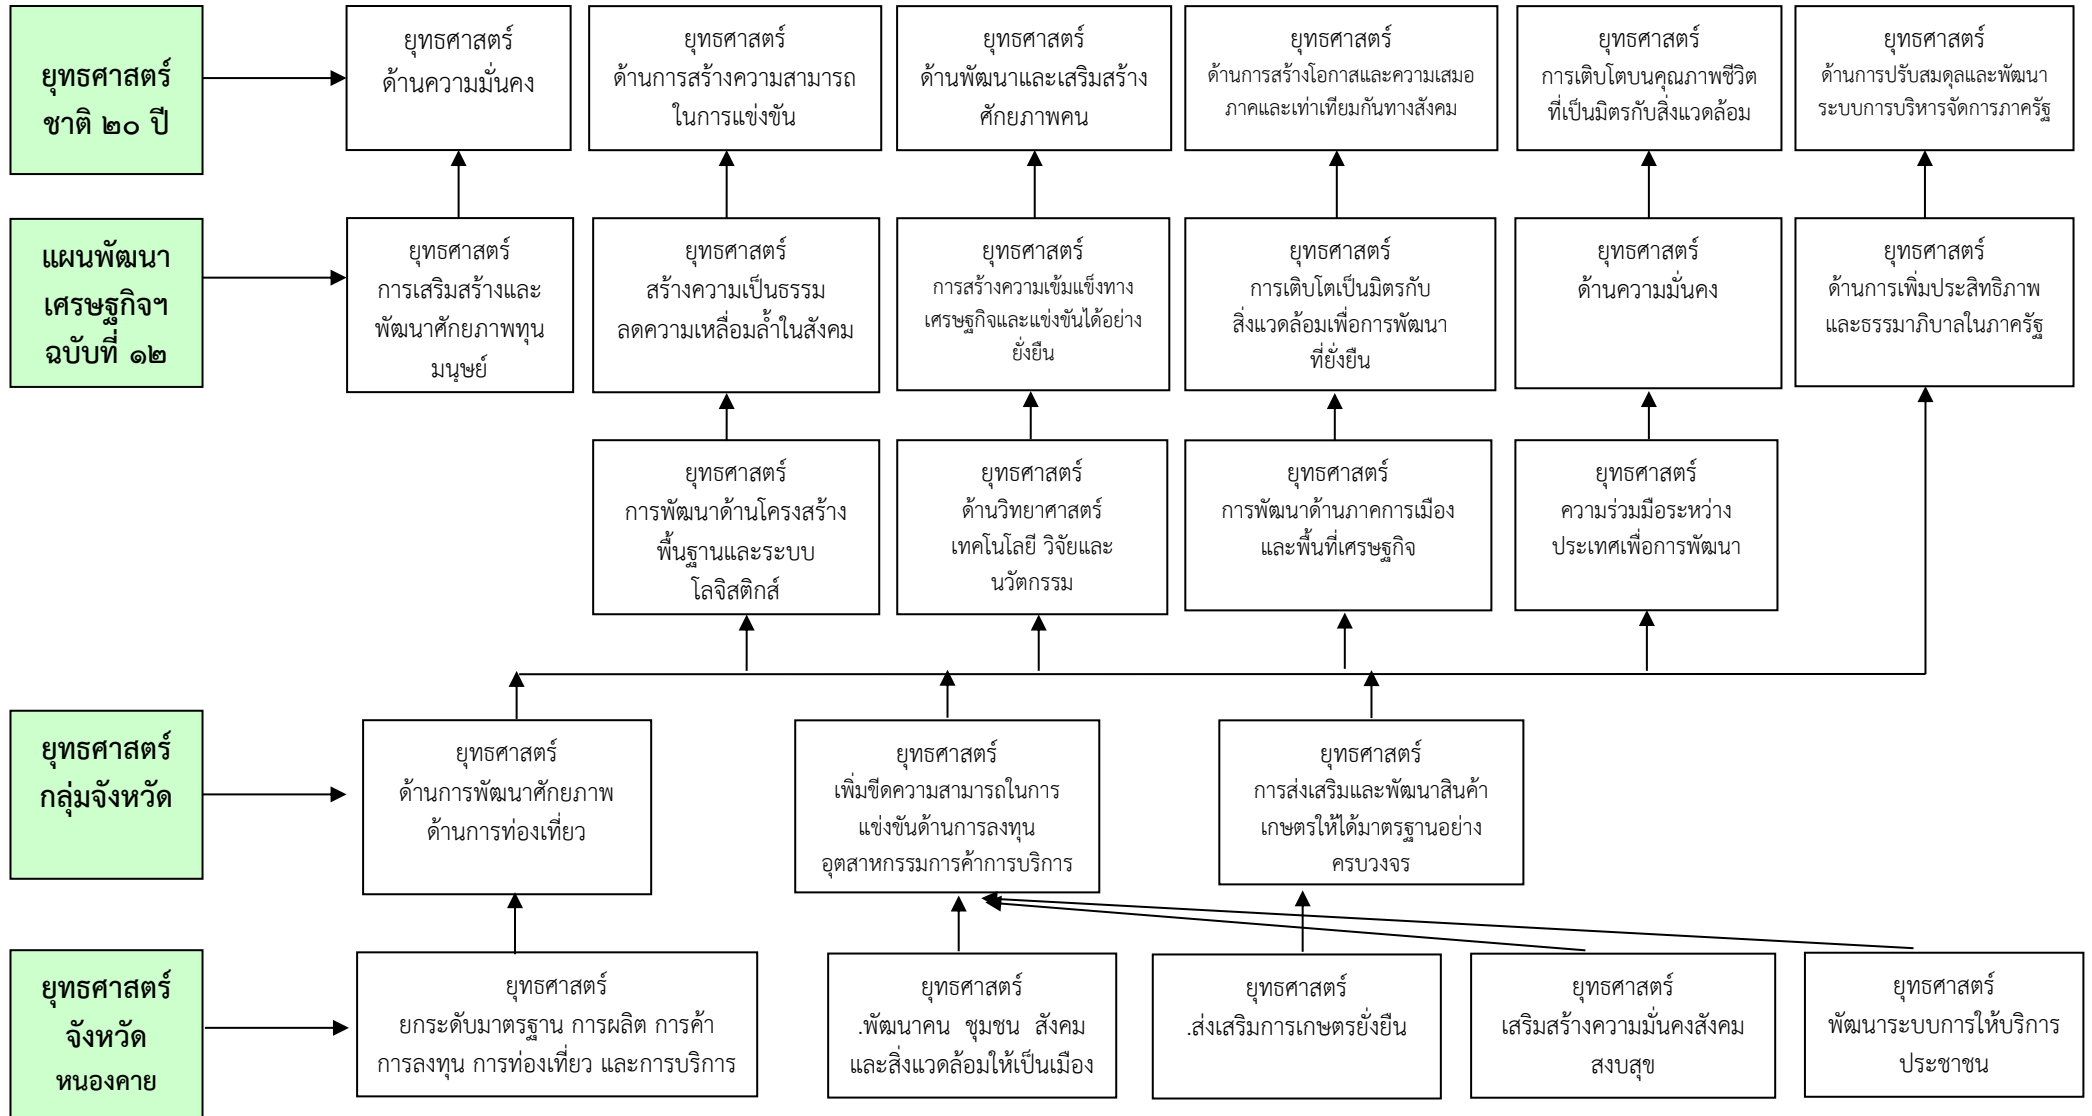 ยุทธศาสตร์
ชาติ ๒๐ ปี
ยุทธศาสตร์
ด้านความมั่นคง
ยุทธศาสตร์
ด้านการสร้างความสามารถ
ในการแข่งขัน
ยุทธศาสตร์
ด้านพัฒนาและเสริมสร้าง
ศักยภาพคน
ยุทธศาสตร์
ด้านการสร้างโอกาสและความเสมอ
ภาคและเท่าเทียมกันทางสังคม
ยุทธศาสตร์
การเติบโตบนคุณภาพชีวิต
ที่เป็นมิตรกับสิ่งแวดล้อม
ยุทธศาสตร์
ด้านการปรับสมดุลและพัฒนา
ระบบการบริหารจัดการภาครัฐ
แผนพัฒนา
เศรษฐกิจฯ
ฉบับที่ ๑๒
ยุทธศาสตร์
การเสริมสร้างและ
พัฒนาศักยภาพทุน
มนุษย์
ยุทธศาสตร์
สร้างความเป็นธรรม
ลดความเหลื่อมล้ำในสังคม
ยุทธศาสตร์
การสร้างความเข้มแข็งทาง
เศรษฐกิจและแข่งขันได้อย่าง
ยั่งยืน
ยุทธศาสตร์
การเติบโตเป็นมิตรกับ
สิ่งแวดล้อมเพื่อการพัฒนา
ที่ยั่งยืน
ยุทธศาสตร์
ด้านความมั่นคง
ยุทธศาสตร์
ด้านการเพิ่มประสิทธิภาพ
และธรรมาภิบาลในภาครัฐ
ยุทธศาสตร์
การพัฒนาด้านโครงสร้าง
พื้นฐานและระบบ
โลจิสติกส์
ยุทธศาสตร์
ด้านวิทยาศาสตร์
เทคโนโลยี วิจัยและ
นวัตกรรม
ยุทธศาสตร์
การพัฒนาด้านภาคการเมือง
และพื้นที่เศรษฐกิจ
ยุทธศาสตร์
ความร่วมมือระหว่าง
ประเทศเพื่อการพัฒนา
ยุทธศาสตร์
กลุ่มจังหวัด
ยุทธศาสตร์
ด้านการพัฒนาศักยภาพ
ด้านการท่องเที่ยว
ยุทธศาสตร์
เพิ่มขีดความสามารถในการ
แข่งขันด้านการลงทุน
อุตสาหกรรมการค้าการบริการ
ยุทธศาสตร์
การส่งเสริมและพัฒนาสินค้า
เกษตรให้ได้มาตรฐานอย่าง
ครบวงจร
ยุทธศาสตร์
จังหวัด
หนองคาย
ยุทธศาสตร์
ยกระดับมาตรฐาน การผลิต การค้า
การลงทุน การท่องเที่ยว และการบริการ
ยุทธศาสตร์
.พัฒนาคน ชุมชน สังคม
และสิ่งแวดล้อมให้เป็นเมือง
ยุทธศาสตร์
.ส่งเสริมการเกษตรยั่งยืน
ยุทธศาสตร์
เสริมสร้างความมั่นคงสังคม
สงบสุข
ยุทธศาสตร์
พัฒนาระบบการให้บริการ
ประชาชน